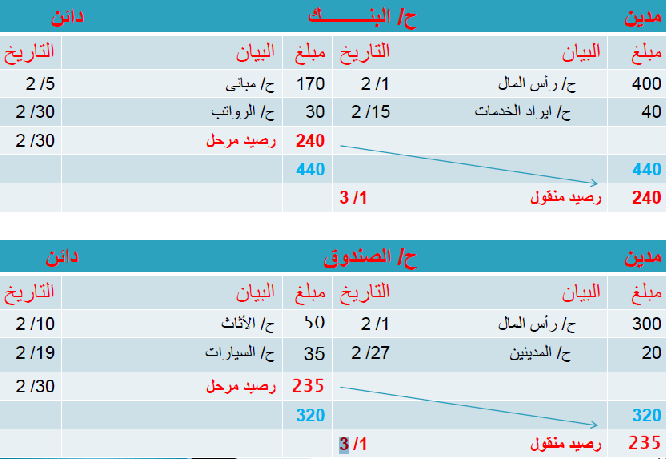 مدين ح/ البنــــــــــك دائن
مبلغ البيان التاريخ مبلغ البيان التاريخ
400 ح/ رأس المال 2/1 170 ح/ مبانى 2/5
40 ح/ ايراد الخدمات 2/15 30 ح/ الرواتب 2/30
240 رصيد مرحل 2/30
440 440
240 رصيد منقول 3/1
مدين ح/ الصندوق دائن
مبلغ البيان التاريخ مبلغ البيان التاريخ
300 ح/ رأس المال 2/1 50 ح/ الأثاث 2/10
20 ح/ المدينين 2/27 35 ح/ السيارات 2/19
235 رصيد مرحل 2/30
320 320
235 رصيد منقول 3/1